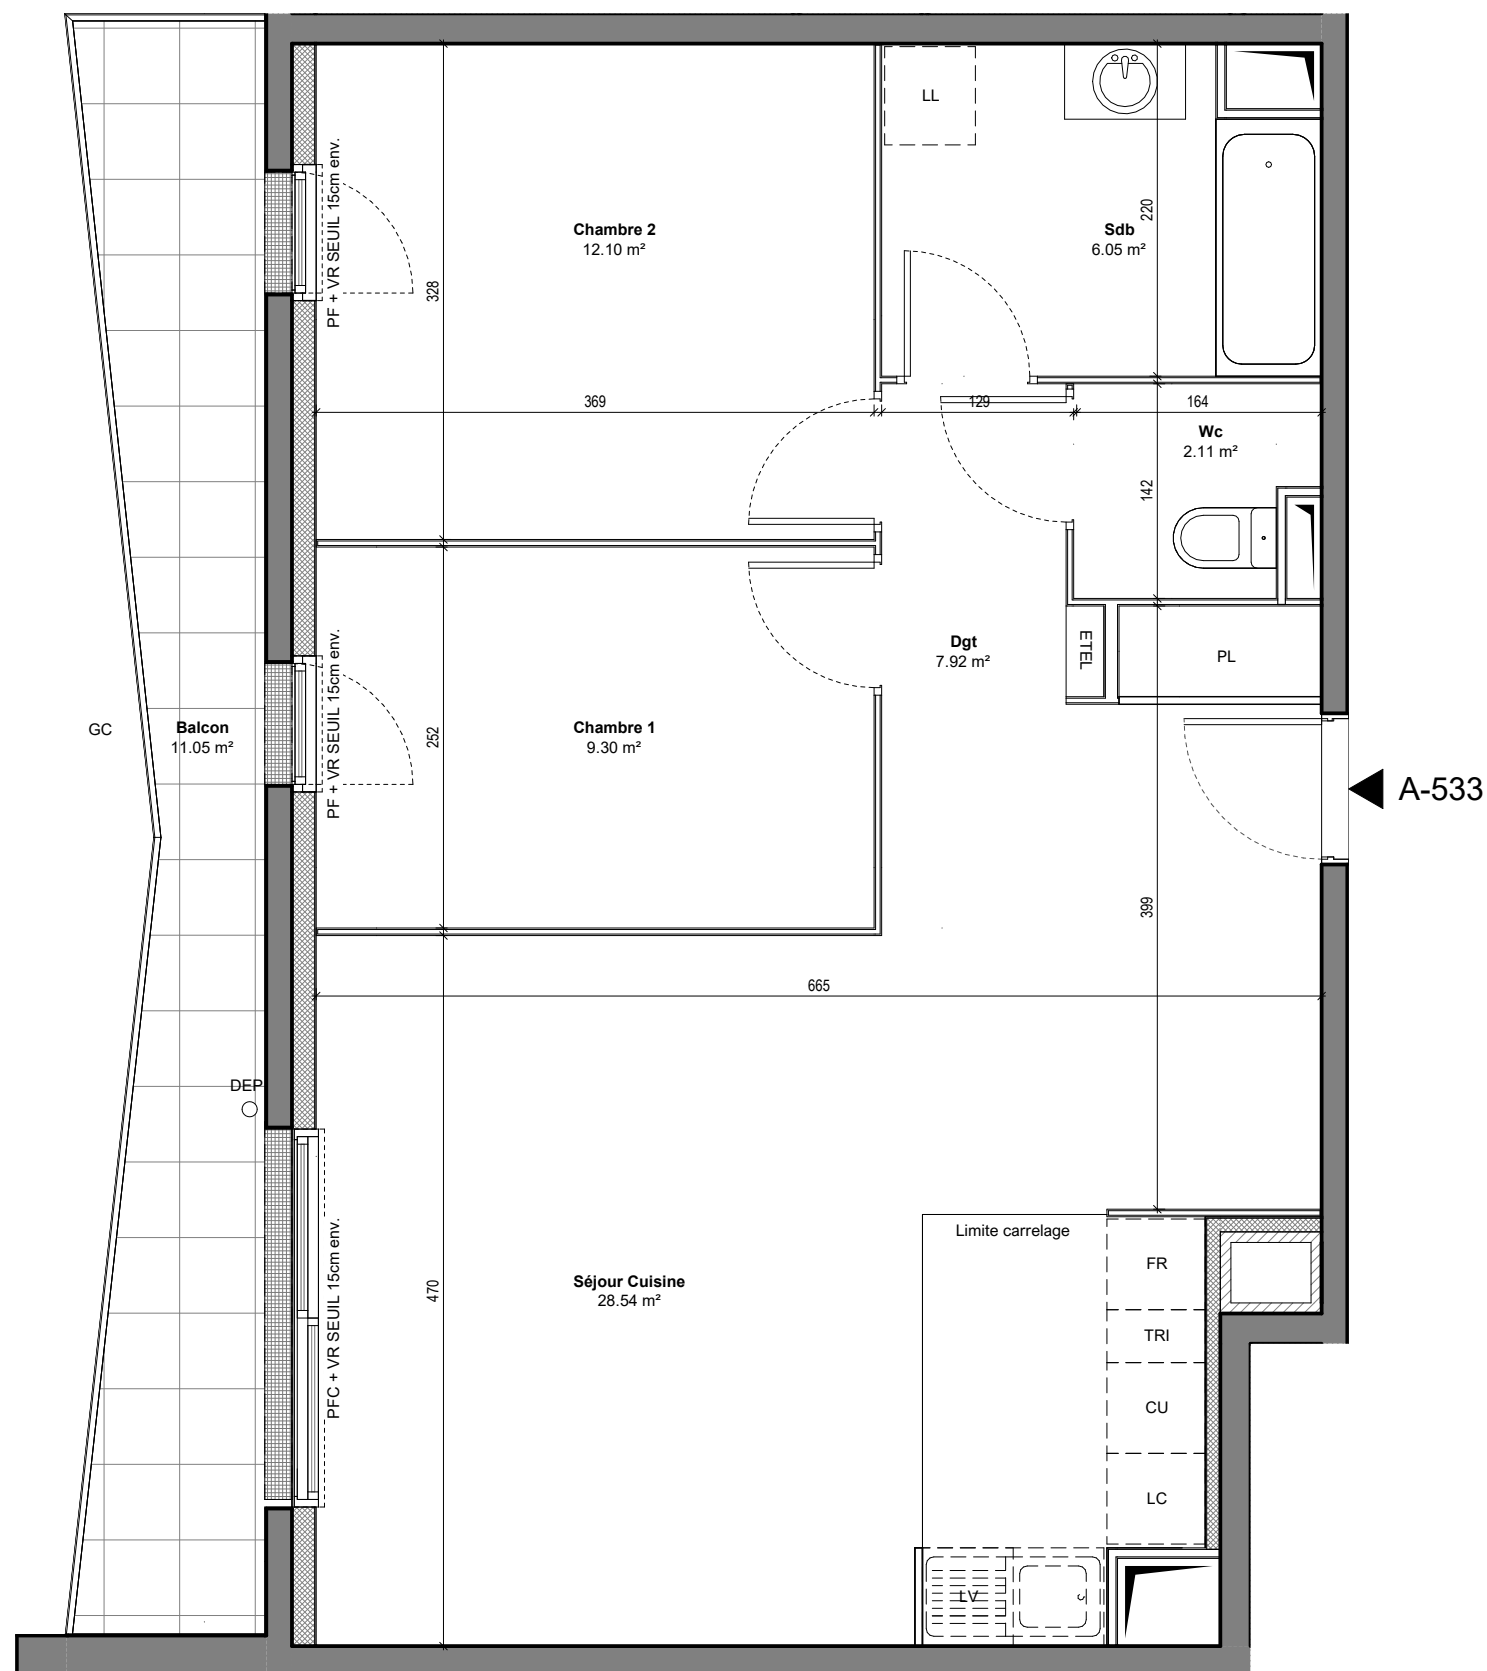 LL
PF + VR SEUIL 15cm env.
Chambre 2
12.10 m²
220
Sdb
6.05 m²
328
369
129
164
Wc
2.11 m²
142
PF + VR SEUIL 15cm env.
Dgt
7.92 m²
ETEL
PL
GC
Balcon
11.05 m²
252
Chambre 1
9.30 m²
A-533
399
665
DEP
PFC + VR SEUIL 15cm env.
470
Séjour Cuisine
28.54 m²
Limite carrelage
FR
TRI
CU
LC
LV